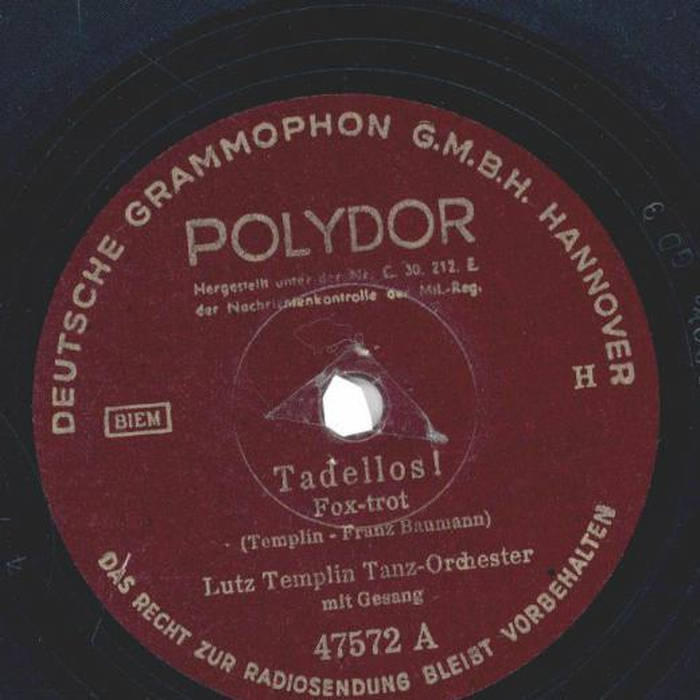 DEUTSCHE GRAMMOPHON G.M.B.H. HANNOVER
POLYDOR
Hergestellt unter der Nr. C. 30. 212. E
der Nachrichtenkontrolle der Mil.-Reg.
H
BIEM
Tadellos!
Fox-trot
(Templin - Franz Baumann)
Lutz Templin Tanz-Orchester
mit Gesang
47572 A
DAS RECHT ZUR RADIOSENDUNG BLEIBT VORBEHALTEN